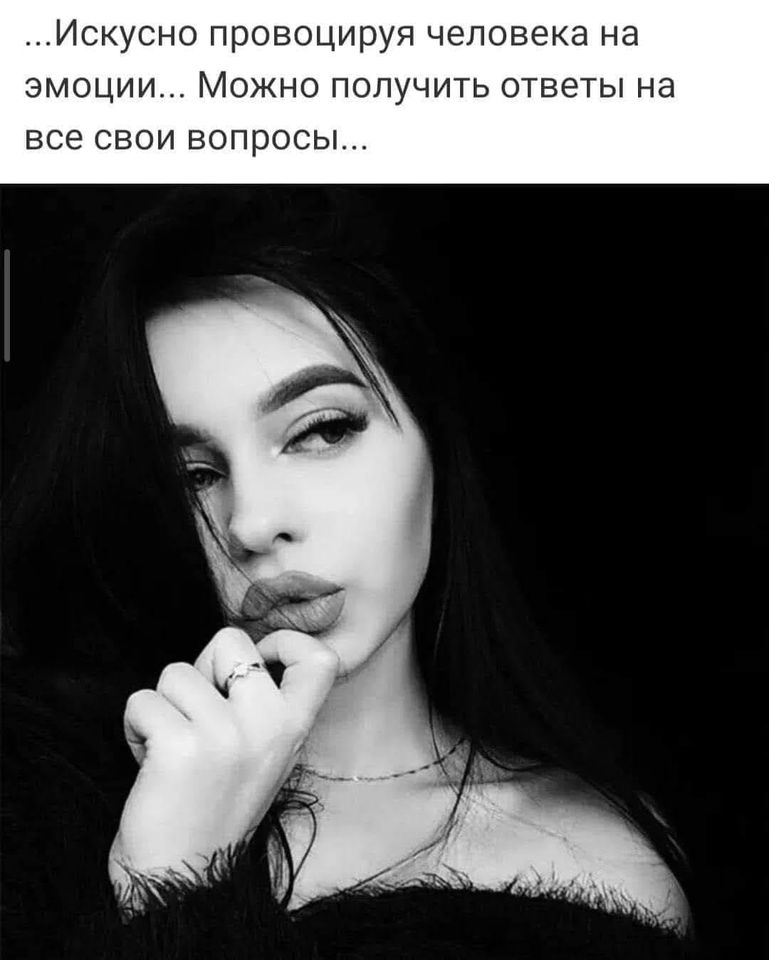 ...Искусно провоцируя человека на
эмоции... Можно получить ответы на
все свои вопросы...